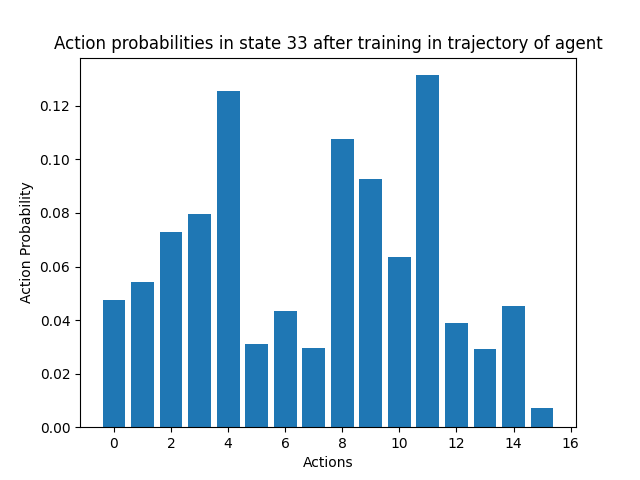 Action probabilities in state 33 after training in trajectory of agent
Action Probability
0.12
0.10
0.08
0.06
0.04
0.02
0.00
0 2 4 6 8 10 12 14 16
Actions